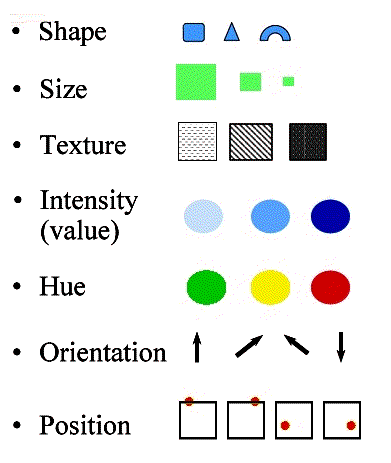 • Shape
• Size
• Texture
• Intensity
(value)
• Hue
• Orientation
• Position